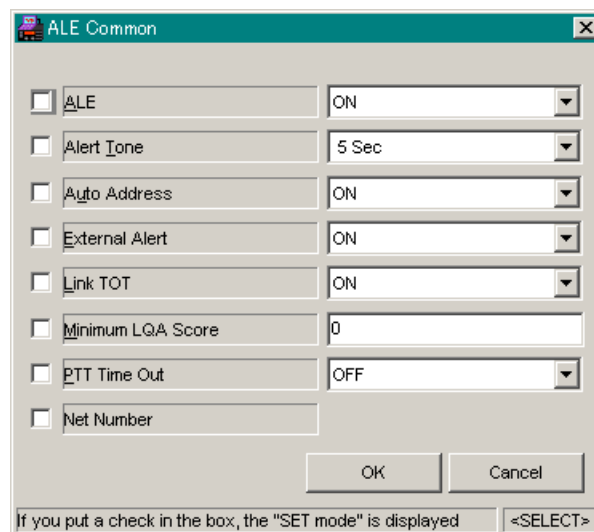 ALE Common
ALE ON
Alert Tone 5 Sec
Auto Address ON
External Alert ON
Link TOT ON
Minimum LQA Score 0
PTT Time Out OFF
Net Number
OK Cancel
If you put a check in the box, the "SET mode" is displayed <SELECT>